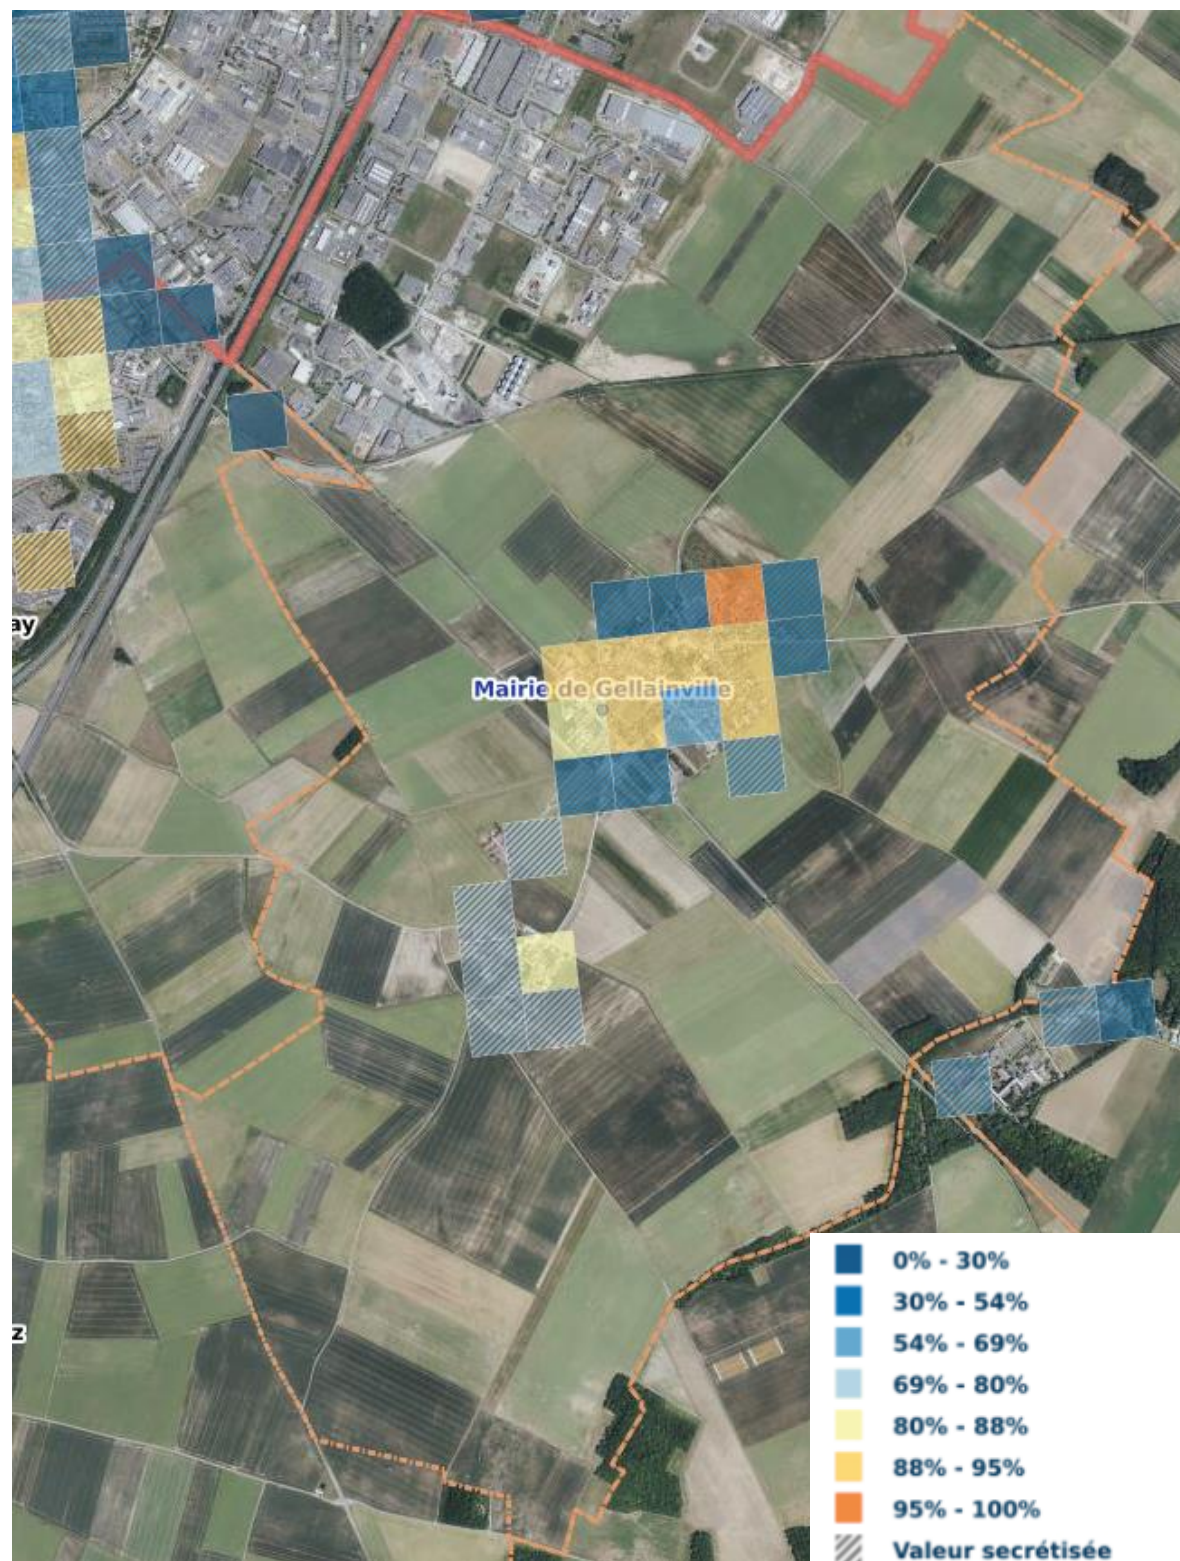 ay
Mairie de Gellainville
z
0% - 30%
30% - 54%
54% - 69%
69% - 80%
80% - 88%
88% - 95%
95% - 100%
Valeur secrétisée